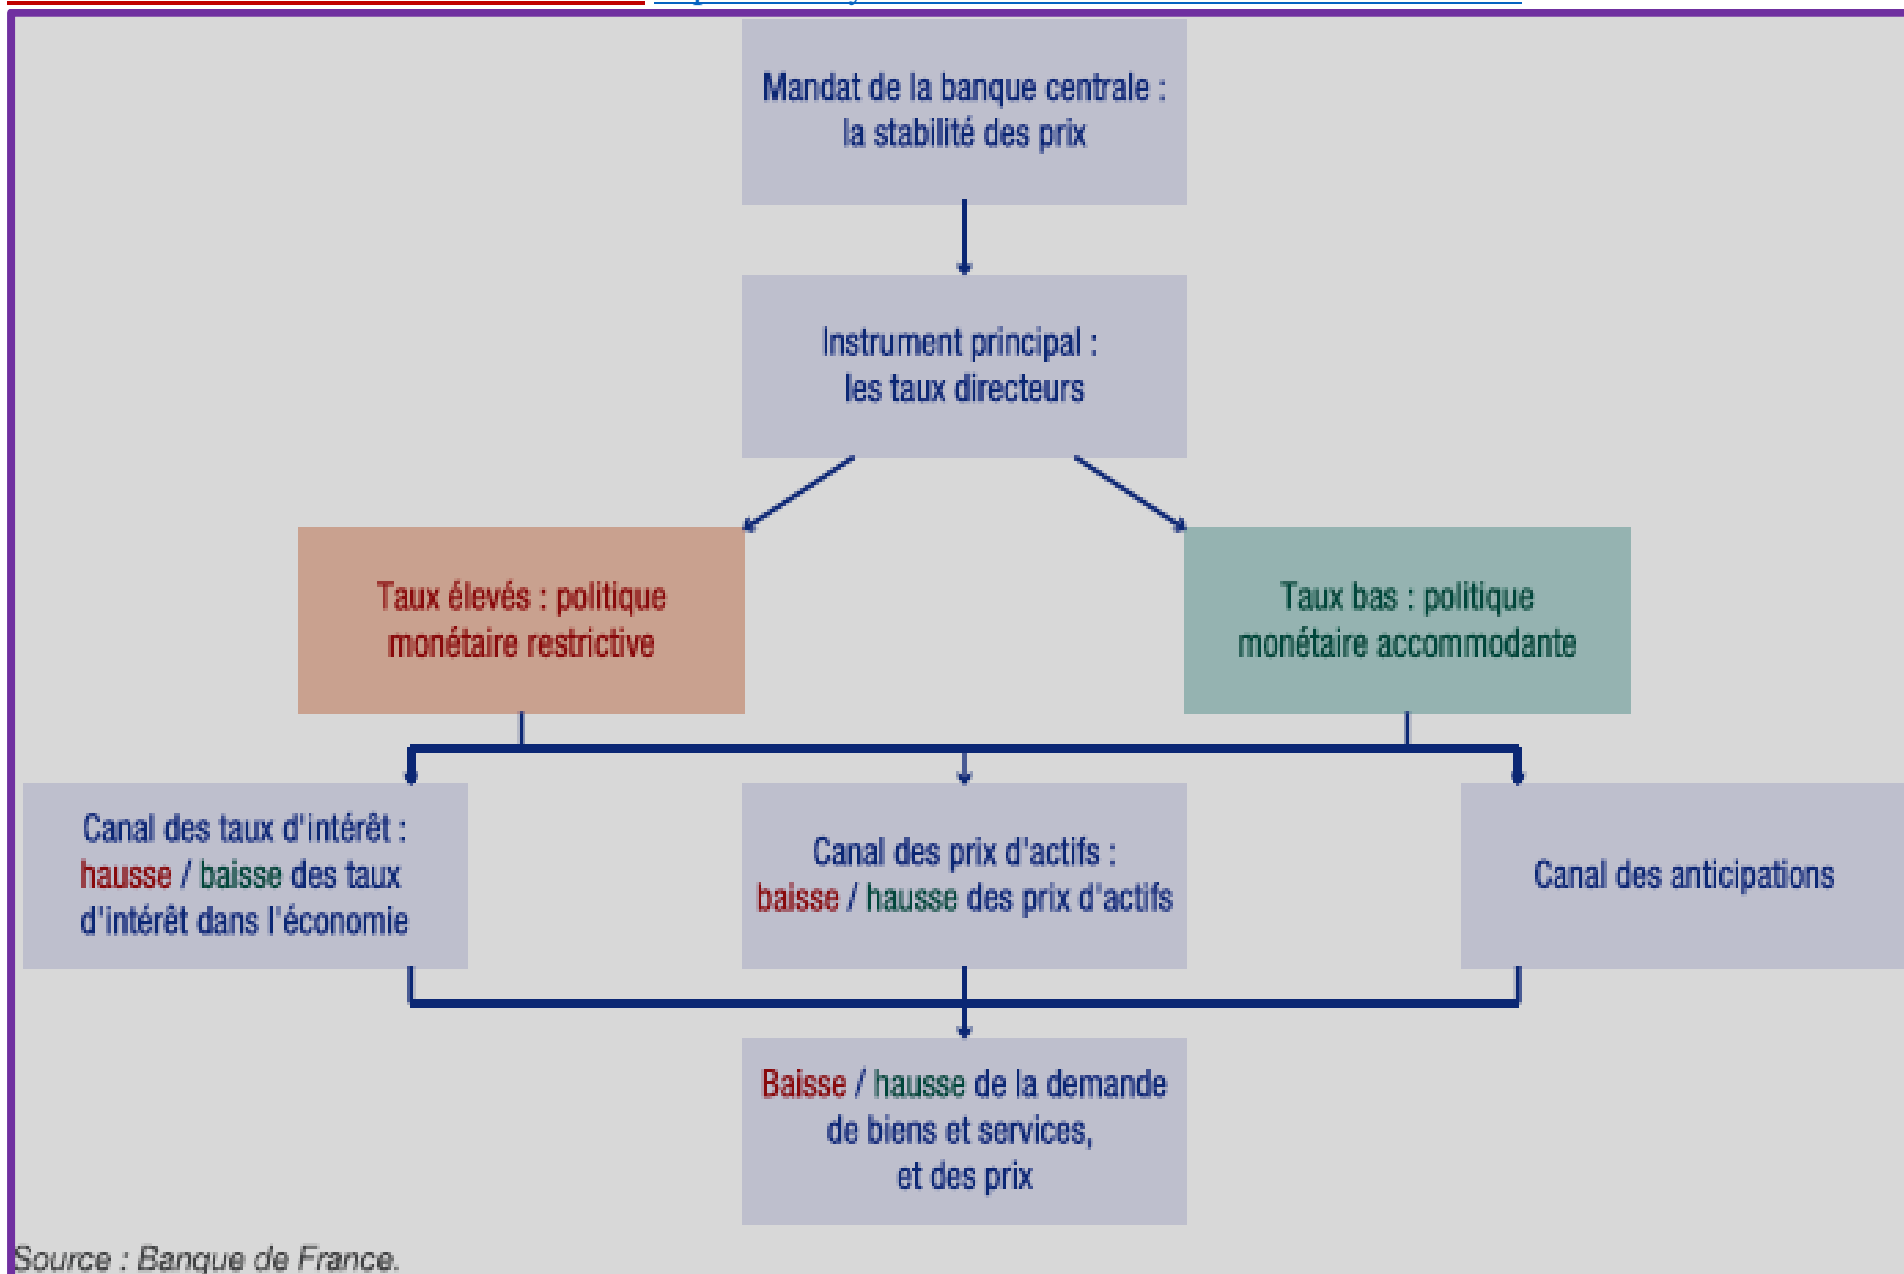 Mandat de la banque centrale :
la stabilité des prix
Instrument principal :
les taux directeurs
Taux élevés : politique
monétaire restrictive
Taux bas : politique
monétaire accommodante
Canal des taux d'intérêt :
hausse / baisse des taux
d'intérêt dans l'économie
Canal des prix d'actifs :
baisse / hausse des prix d'actifs
Canal des anticipations
Baisse / hausse de la demande
de biens et services,
et des prix
Source : Banque de France.